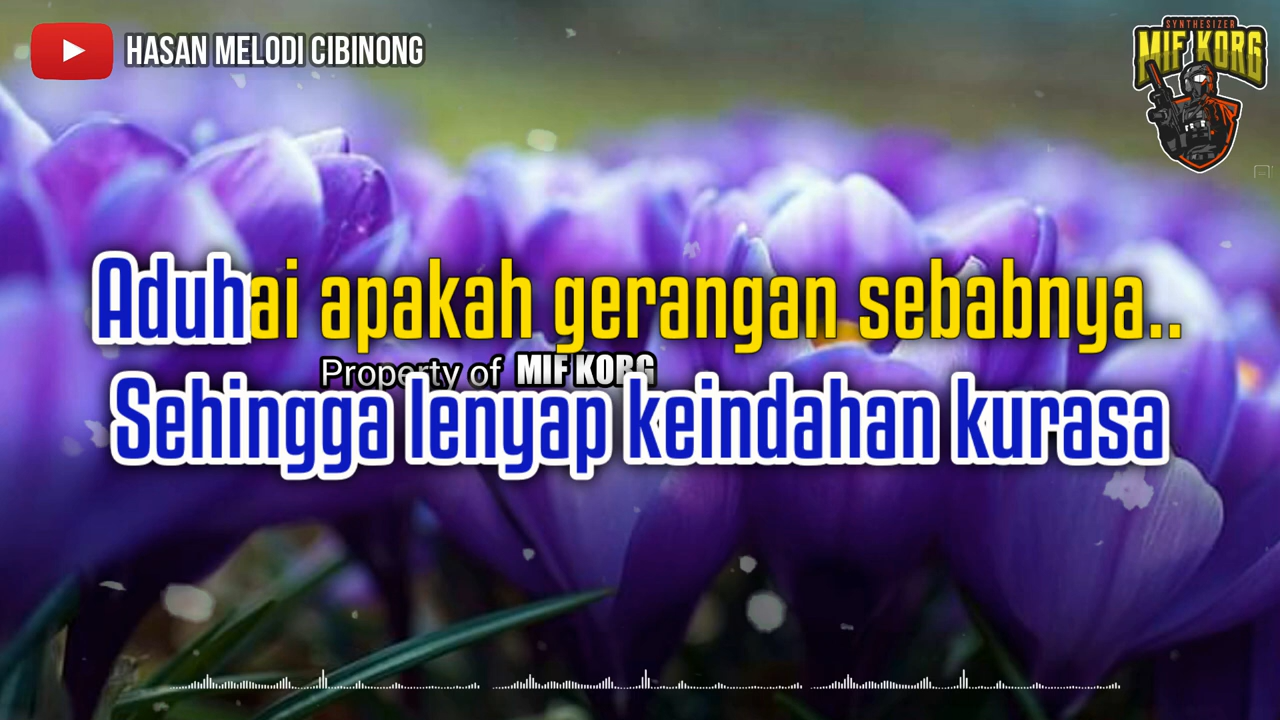 HASAN MELODI CIBINONG
SYNTHESIZER
MIF KORG
Aduhai apakah gerangan sebabnya..
Property of MIF KORG
Sehingga lenyap keindahan kurasa